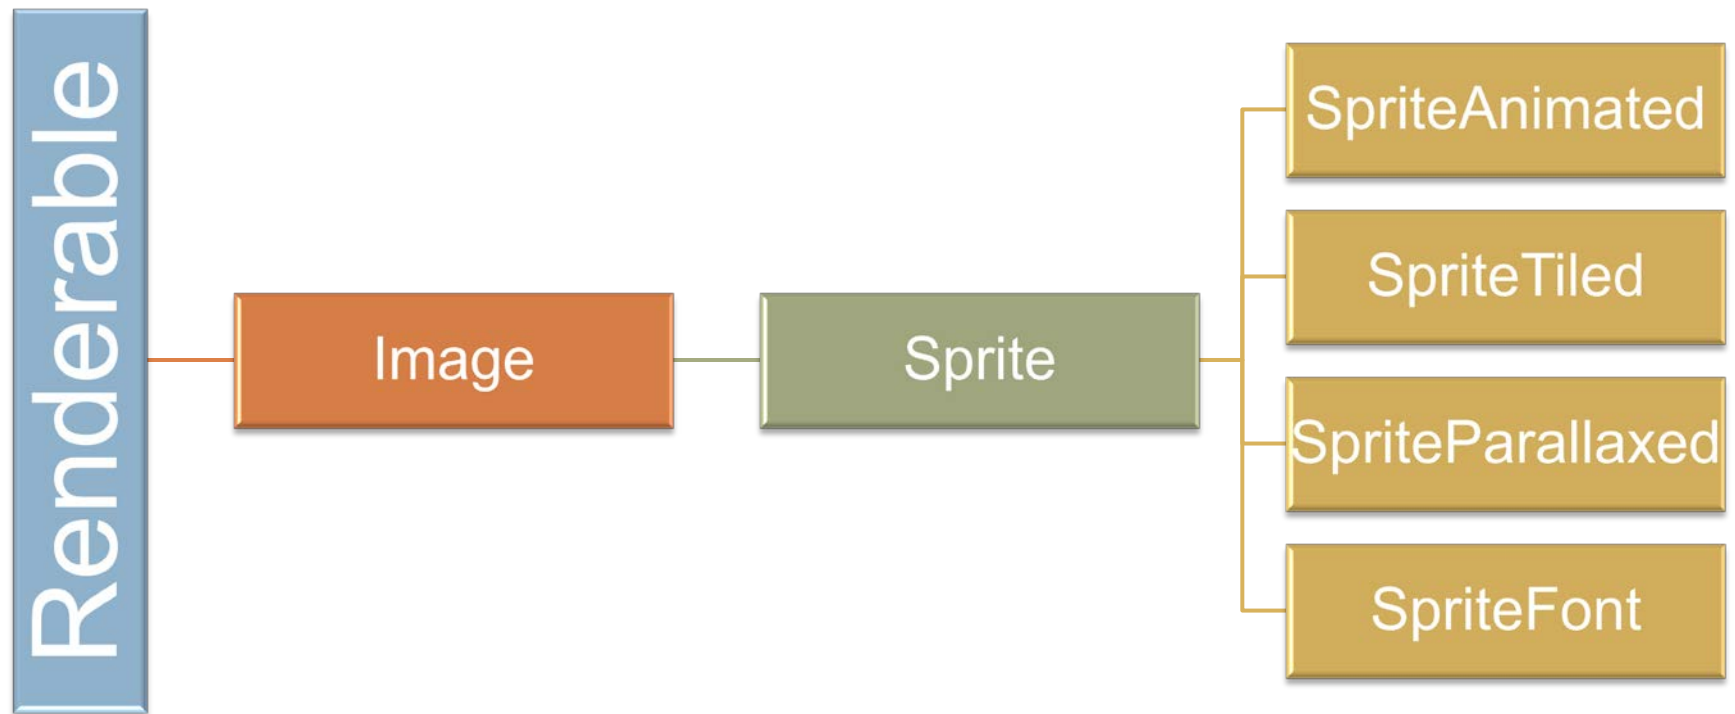 Renderable
Image
Sprite
SpriteAnimated
SpriteTiled
SpriteParallaxed
SpriteFont